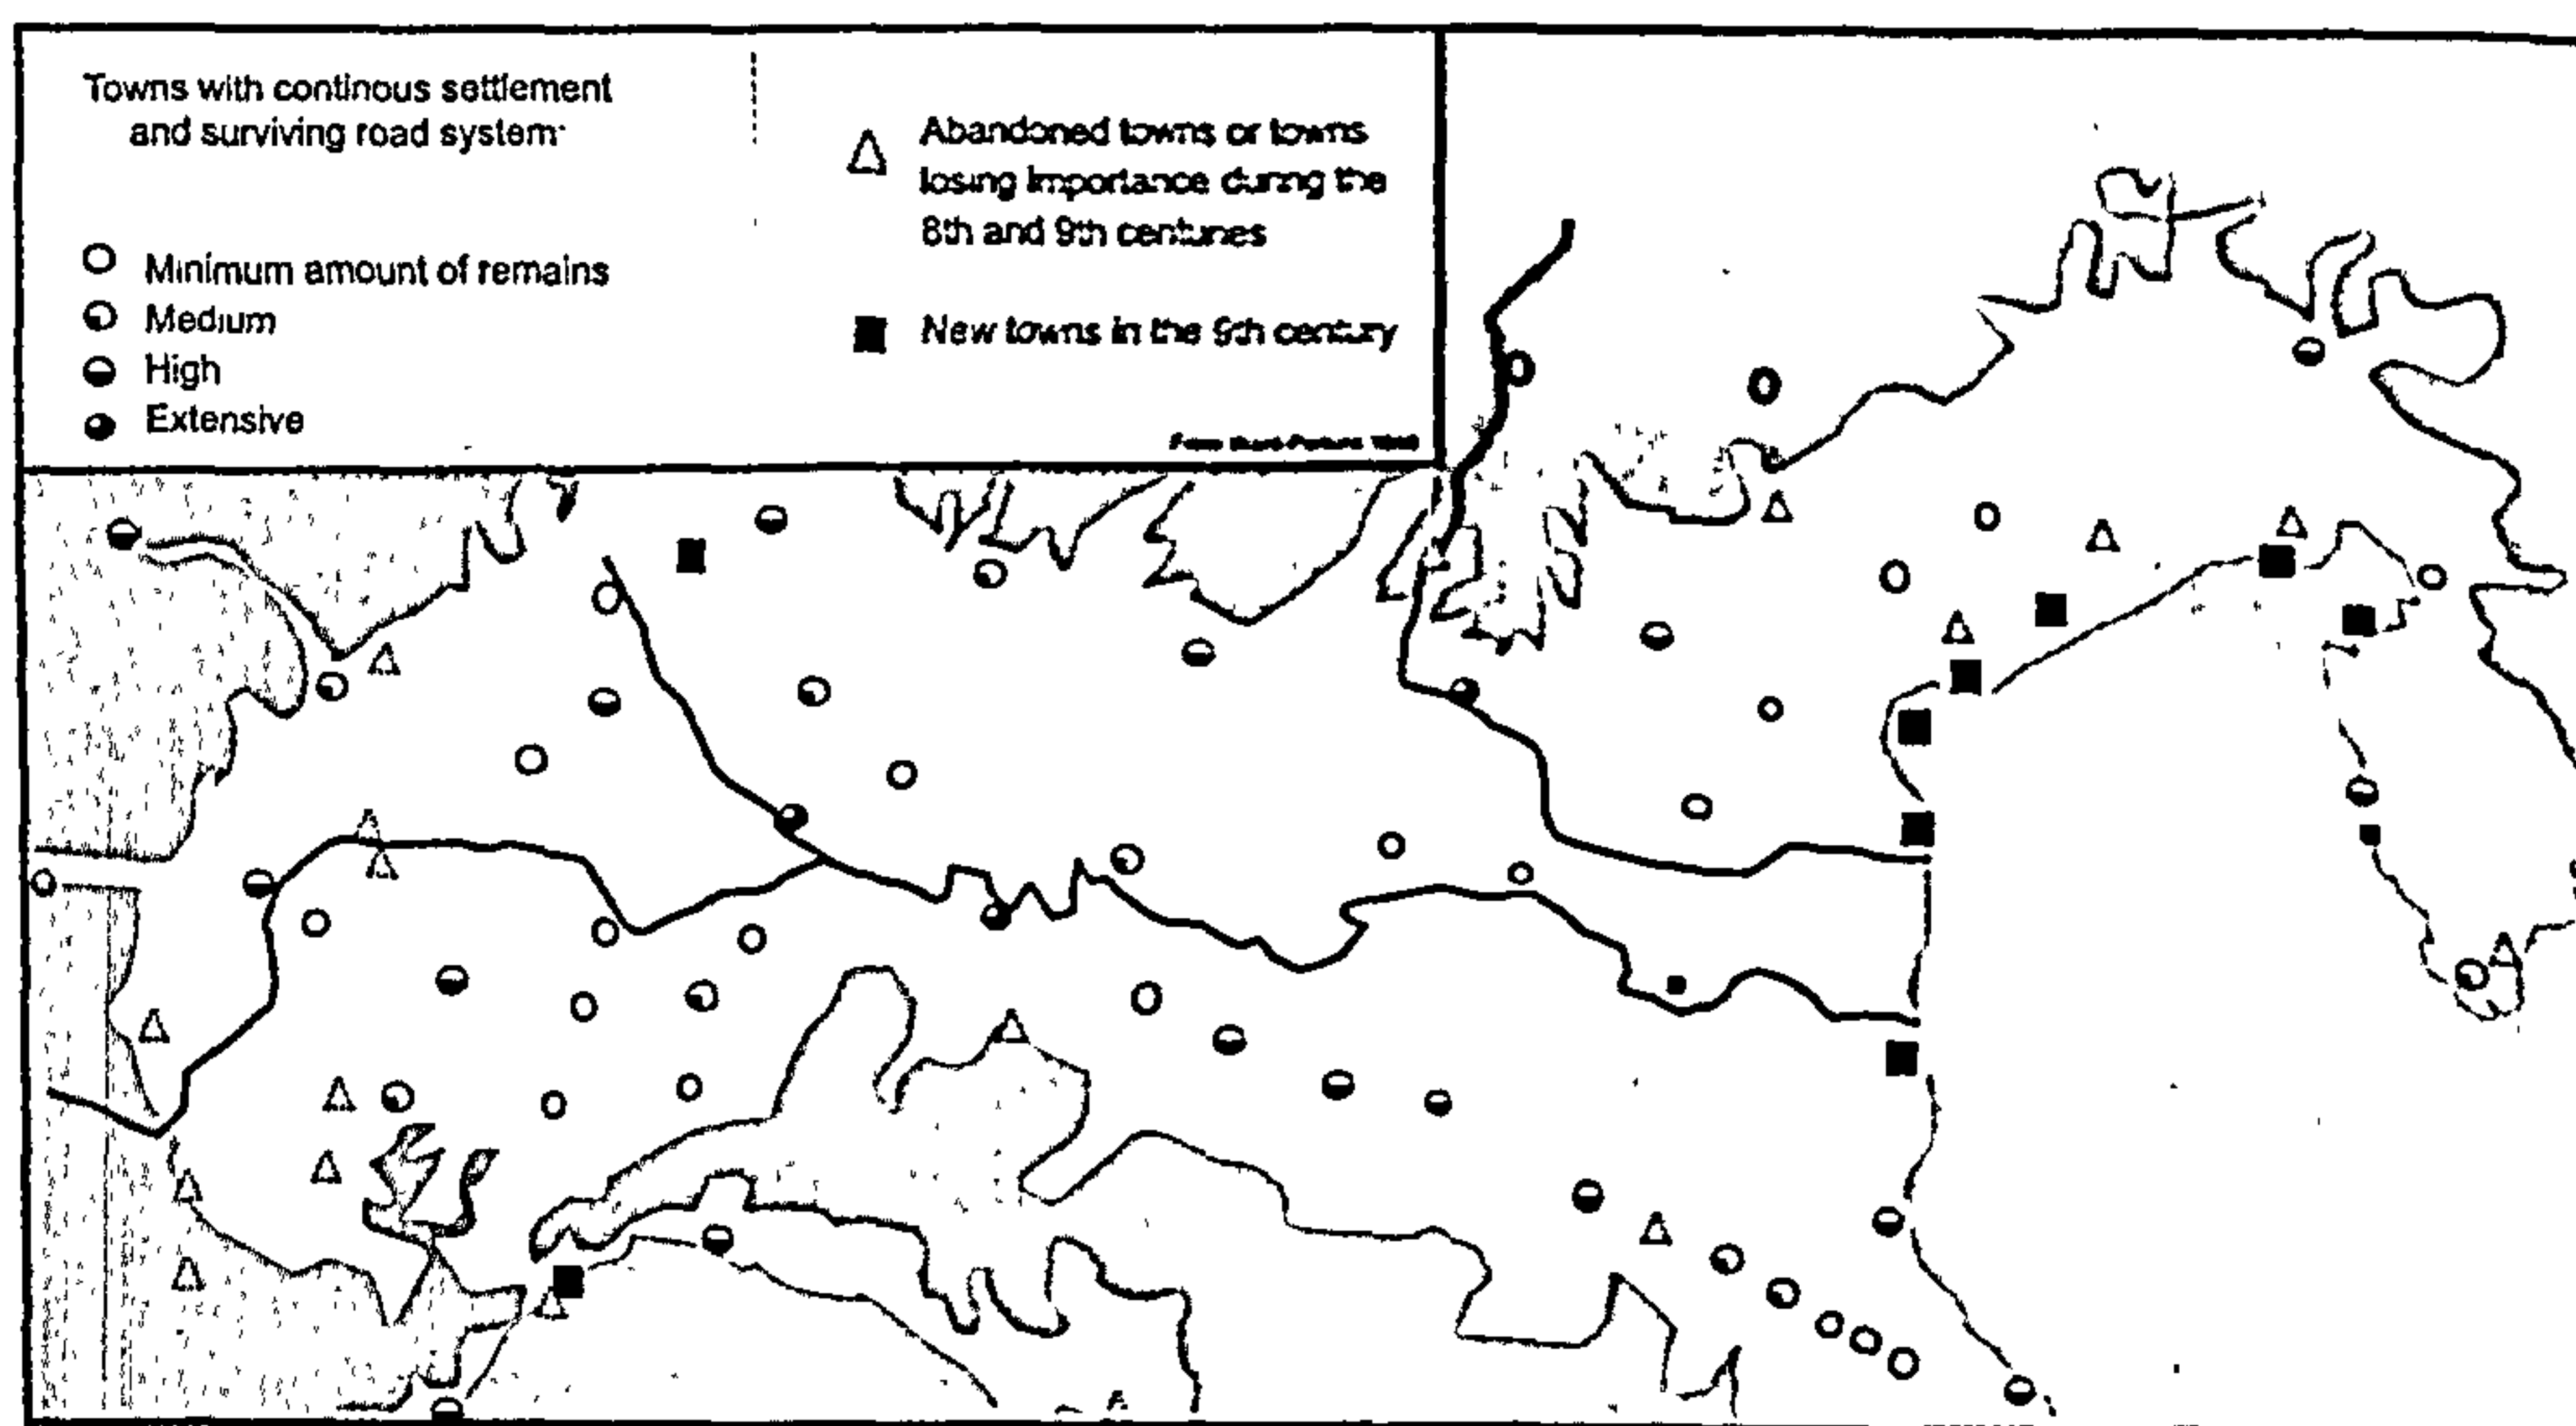 Towns with continous settlement
and surviving road system
Minimum amount of remains
Medium
High
Extensive
Abandoned towns or towns
losing importance during the
8th and 9th centuries
New towns in the 9th century
From